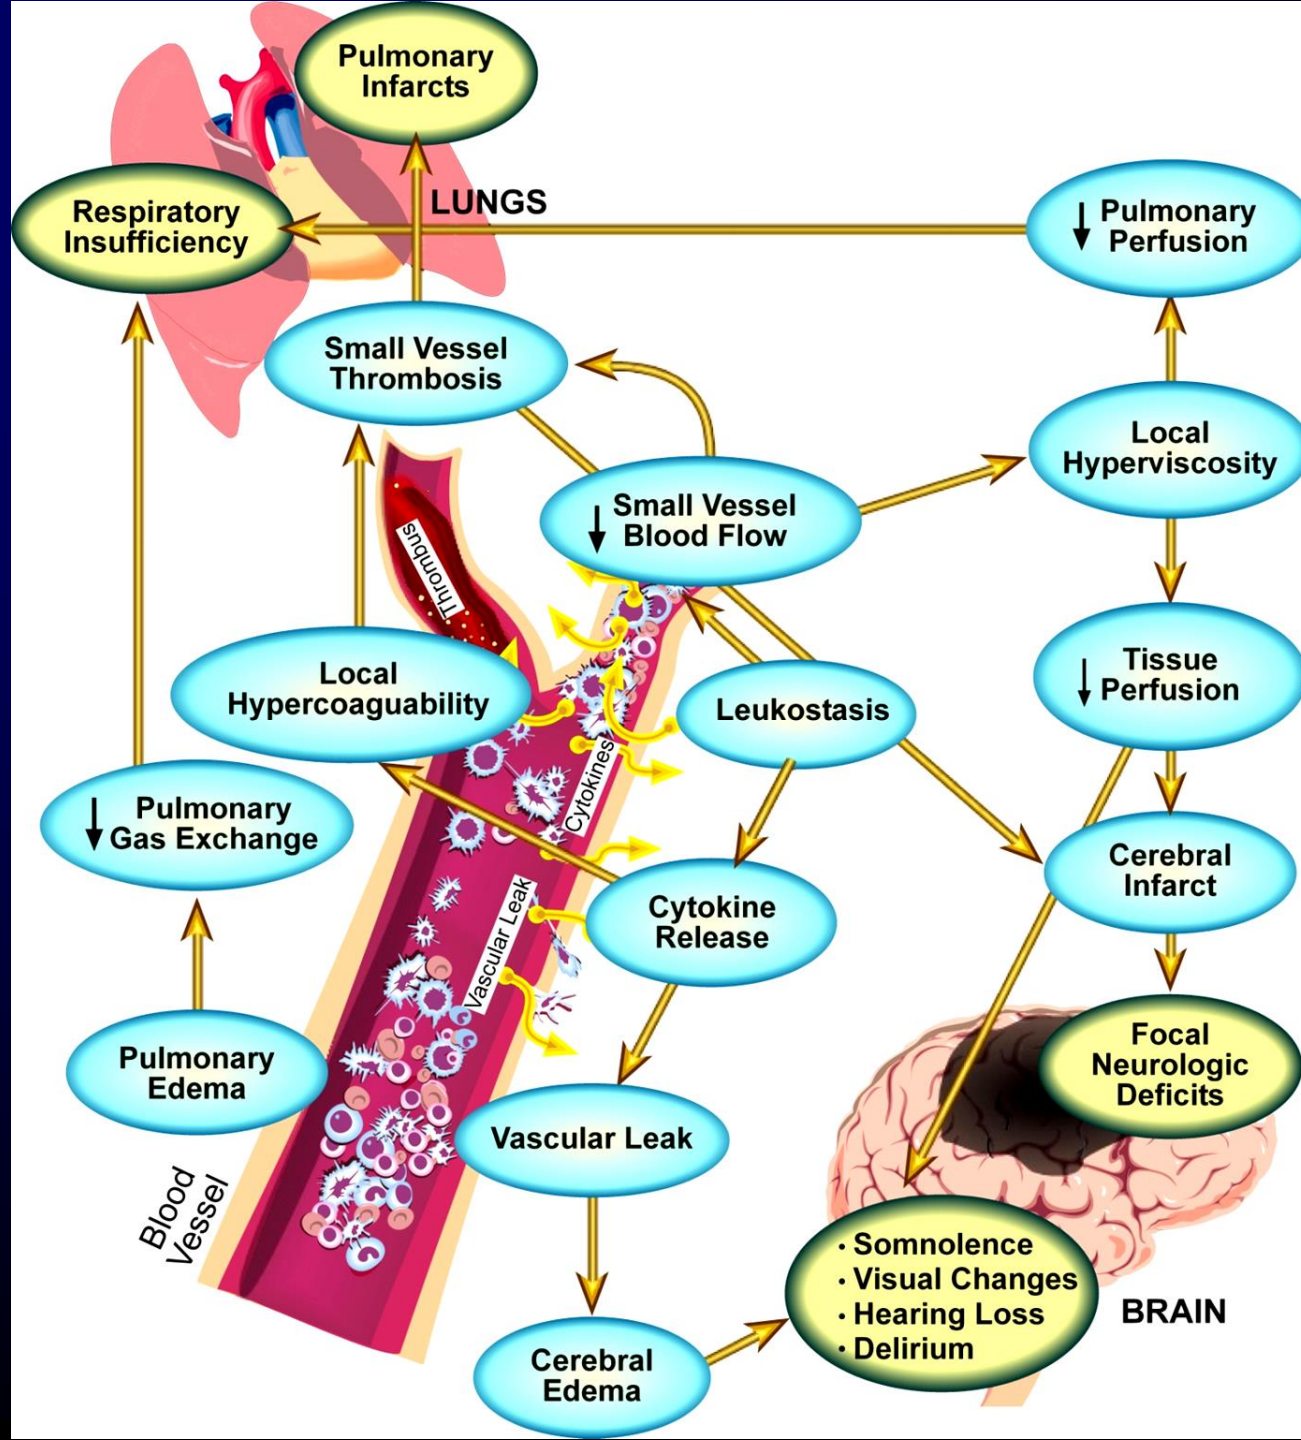 Pulmonary
Infarcts
LUNGS
Respiratory
Insufficiency
↓ Pulmonary
Perfusion
Small Vessel
Thrombosis
Local
Hyperviscosity
↓ Small Vessel
Blood Flow
Thrombus
Local
Hypercoaguability
Leukostasis
↓ Tissue
Perfusion
Cytokines
↓ Pulmonary
Gas Exchange
Cerebral
Infarct
Cytokine
Release
Vascular Leak
Pulmonary
Edema
Focal
Neurologic
Deficits
Vascular Leak
Blood
Vessel
· Somnolence
· Visual Changes
· Hearing Loss
· Delirium
BRAIN
Cerebral
Edema